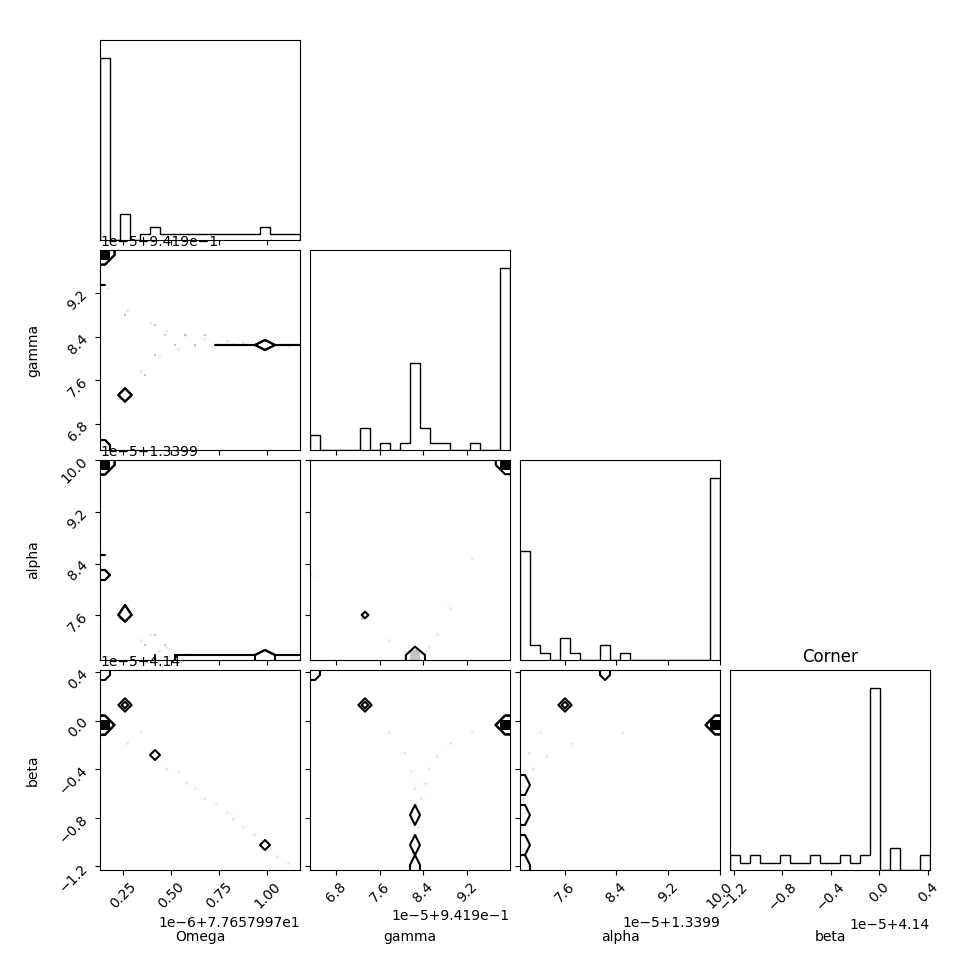 1e−5+9.419e−1
9.2
8.4
7.6
6.8
gamma
1e−5+1.3399
10.0
9.2
8.4
7.6
alpha
1e−5+4.14
Corner
0.4
0.0
−0.4
−0.8
−1.2
beta
0.25
0.50
0.75
1.00
6.8
7.6
8.4
9.2
7.6
8.4
9.2
10.0
−1.2
−0.8
−0.4
0.0
0.4
1e−6+7.7657997e1
1e−5+9.419e−1
1e−5+1.3399
1e−5+4.14
Omega
gamma
alpha
beta